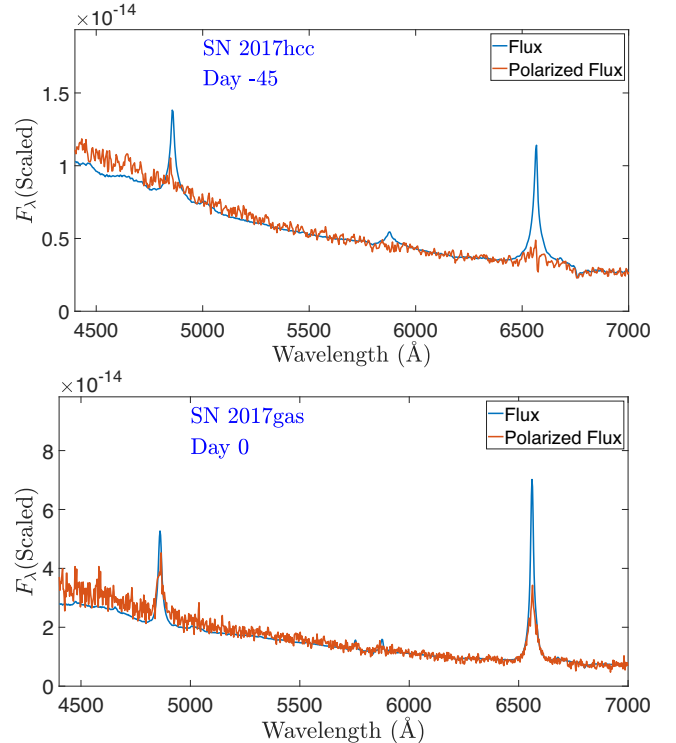 ×10-14
SN 2017hcc
Day -45
Flux
Polarized Flux
1.5
1
0.5
0
Fλ(Scaled)
4500 5000 5500 6000 6500 7000
Wavelength (Å)
×10-14
SN 2017gas
Day 0
Flux
Polarized Flux
8
6
4
2
0
Fλ(Scaled)
4500 5000 5500 6000 6500 7000
Wavelength (Å)